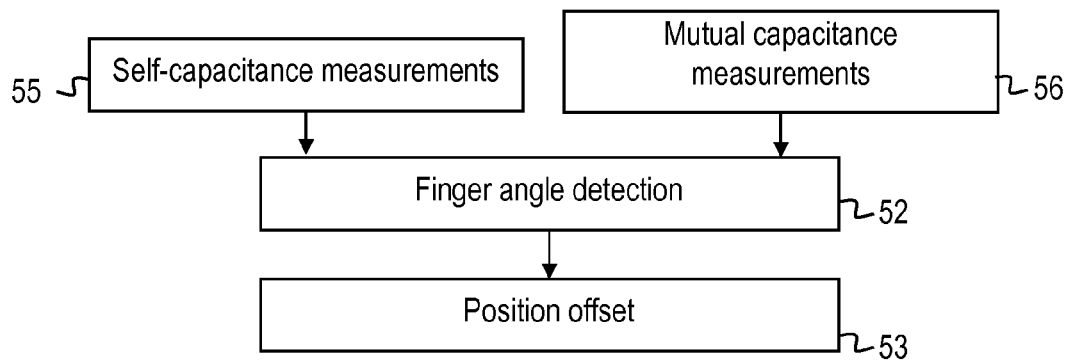 Self-capacitance measurements
55
Mutual capacitance
measurements
56
Finger angle detection
52
Position offset
53